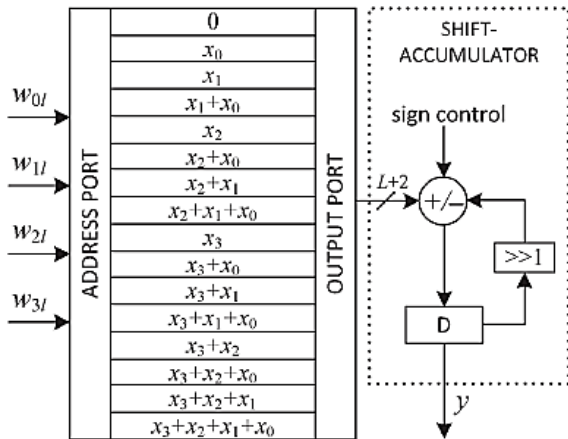 w0l
w1l
w2l
w3l
ADDRESS PORT
0
x0
x1
x1+x0
x2
x2+x0
x2+x1
x2+x1+x0
x3
x3+x0
x3+x1
x3+x1+x0
x3+x2
x3+x2+x0
x3+x2+x1
x3+x2+x1+x0
OUTPUT PORT
SHIFT-
ACCUMULATOR
sign control
L+2
+/−
>>1
D
y